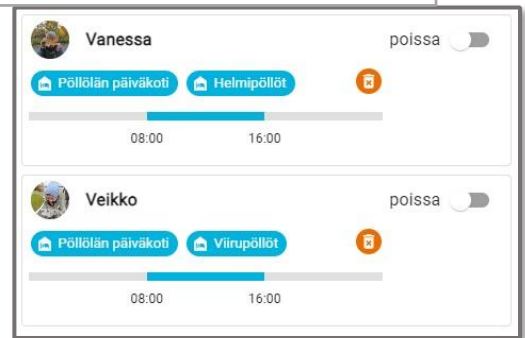 Vanessa poissa
Pöllölän päiväkoti Helmipöllöt
08:00 16:00
Veikko poissa
Pöllölän päiväkoti Viirupöllöt
08:00 16:00